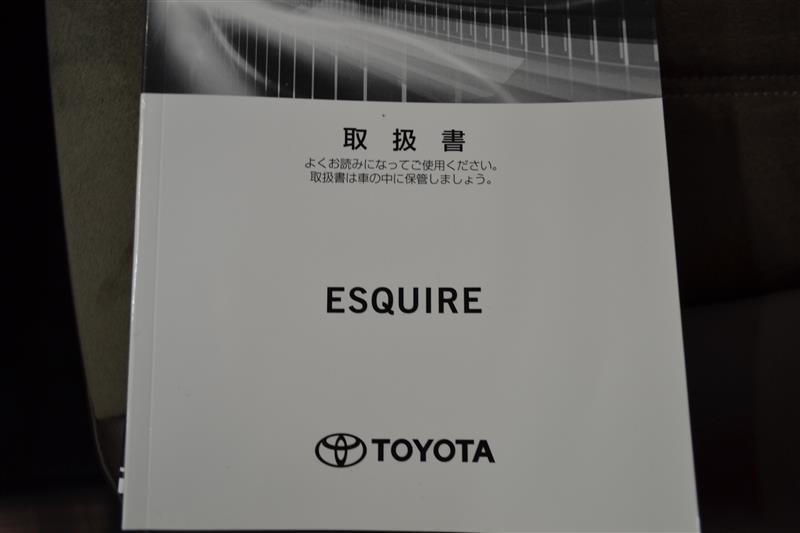 取扱書
よくお読みになってご使用ください。
取扱書は車の中に保管しましょう。
ESQUIRE
TOYOTA